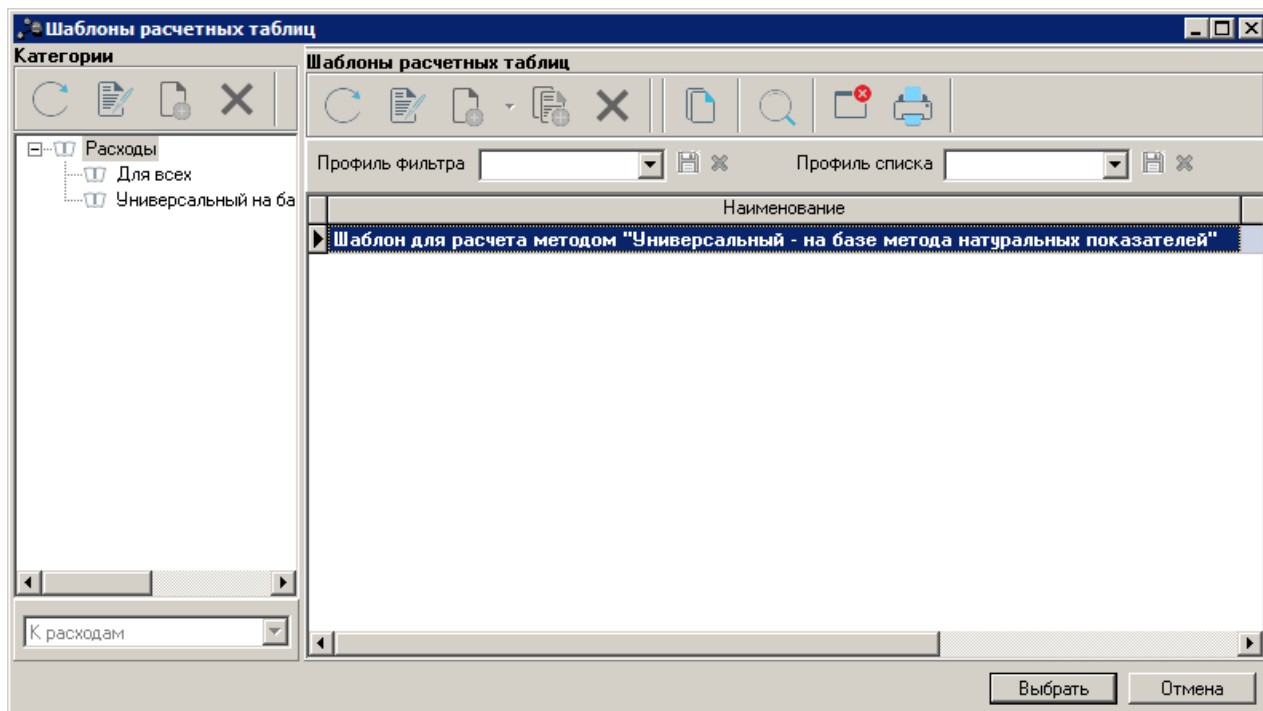 Шаблоны расчетных таблиц
Категории
Расходы
Для всех
Универсальный на ба
К расходам
Шаблоны расчетных таблиц
Профиль фильтра
Профиль списка
Наименование
Шаблон для расчета методом "Универсальный - на базе метода натуральных показателей"
Выбрать
Отмена